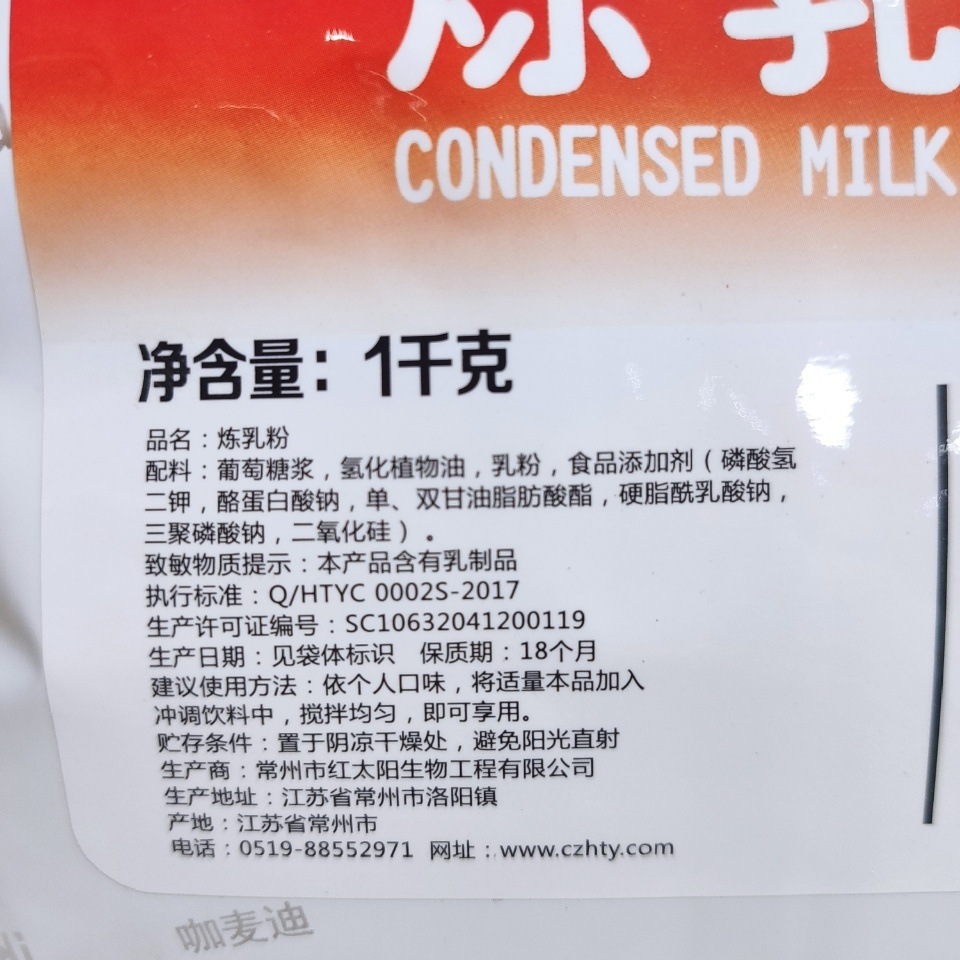 炼乳
CONDENSED MILK
净含量：1千克
品名：炼乳粉
配料：葡萄糖浆，氢化植物油，乳粉，食品添加剂（磷酸氢
二钾，酪蛋白酸钠，单、双甘油脂肪酸酯，硬脂酰乳酸钠，
三聚磷酸钠，二氧化硅）。
致敏物质提示：本产品含有乳制品
执行标准：Q/HTYC 0002S-2017
生产许可证编号：SC10632041200119
生产日期：见袋体标识 保质期：18个月
建议使用方法：依个人口味，将适量本品加入
冲调饮料中，搅拌均匀，即可享用。
贮存条件：置于阴凉干燥处，避免阳光直射
生产商：常州市红太阳生物工程有限公司
生产地址：江苏省常州市洛阳镇
产地：江苏省常州市
电话：0519-88552971 网址：www.czhty.com
咖麦迪